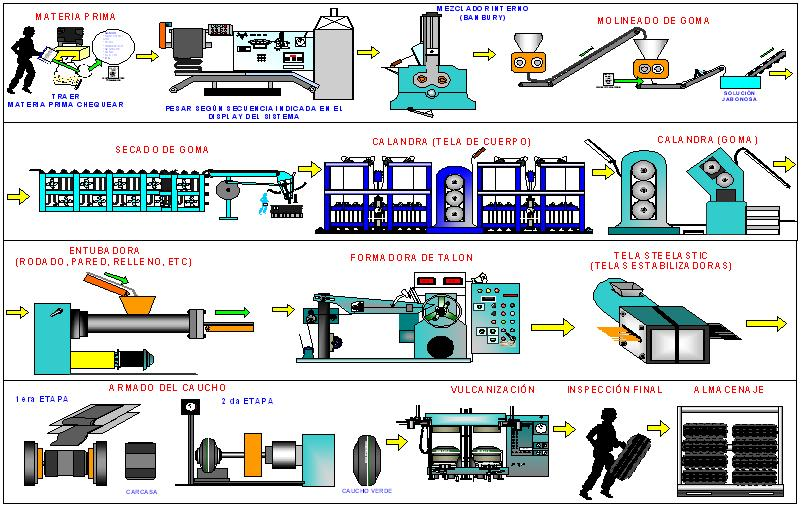 MATERIA PRIMA
TRAER
MATERIA PRIMA CHEQUEAR
PESAR SEGÚN SECUENCIA INDICADA EN EL
DISPLAY DEL SISTEMA
MEZCLADOR INTERNO
(BANBURY)
MOLINEADO DE GOMA
SOLUCIÓN
JABONOSA
SECADO DE GOMA
CALANDRA (TELA DE CUERPO)
CALANDRA (GOMA)
ENTUBADORA
(RODADO, PARED, RELLENO, ETC)
FORMADORA DE TALON
TELA STEELASTIC
(TELAS ESTABILIZADORAS)
ARMADO DEL CAUCHO
1era ETAPA
CARCASA
2 da ETAPA
CAUCHO VERDE
VULCANIZACIÓN
INSPECCIÓN FINAL
ALMACENAJE